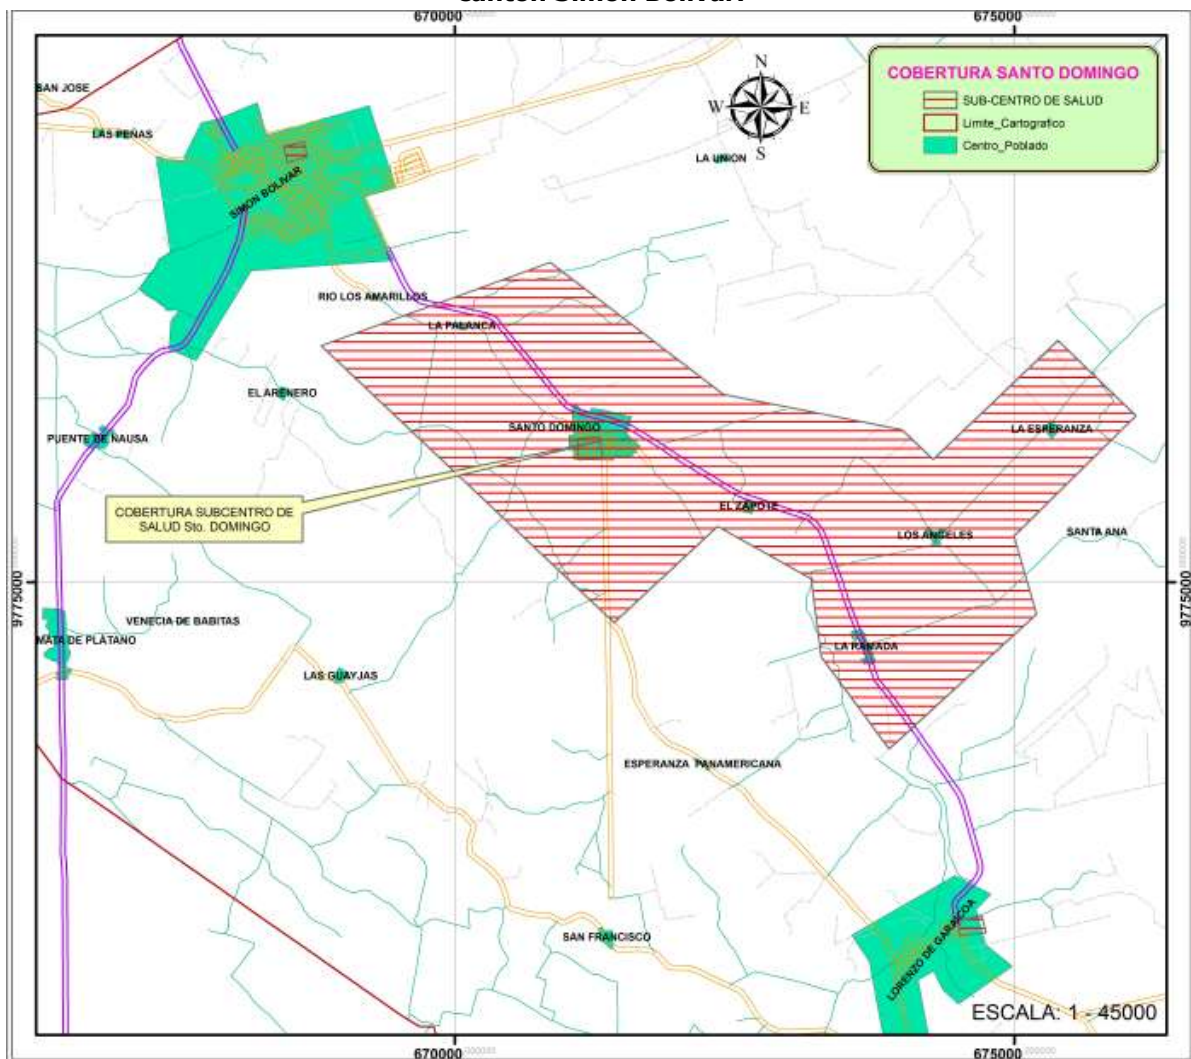 cantón Simón Bolívar.
670000
675000
COBERTURA SANTO DOMINGO
SUB-CENTRO DE SALUD
Limite_Cartografico
Centro_Poblado
N
W E
S
SAN JOSE
LAS PEÑAS
LA UNION
SIMON BOLIVAR
RIO LOS AMARILLOS
LA PALANCA
EL ARENERO
SANTO DOMINGO
LA ESPERANZA
PUENTE DE NAUSA
COBERTURA SUBCENTRO DE
SALUD Sto. DOMINGO
EL ZAPOTE
LOS ANGELES
SANTA ANA
9775000
9775000
VENECIA DE BABITAS
MATA DE PLATANO
LA RAMADA
LAS GUAYJAS
ESPERANZA PANAMERICANA
SAN FRANCISCO
LORENZO DE GARAICOA
ESCALA: 1 - 45000
670000
675000